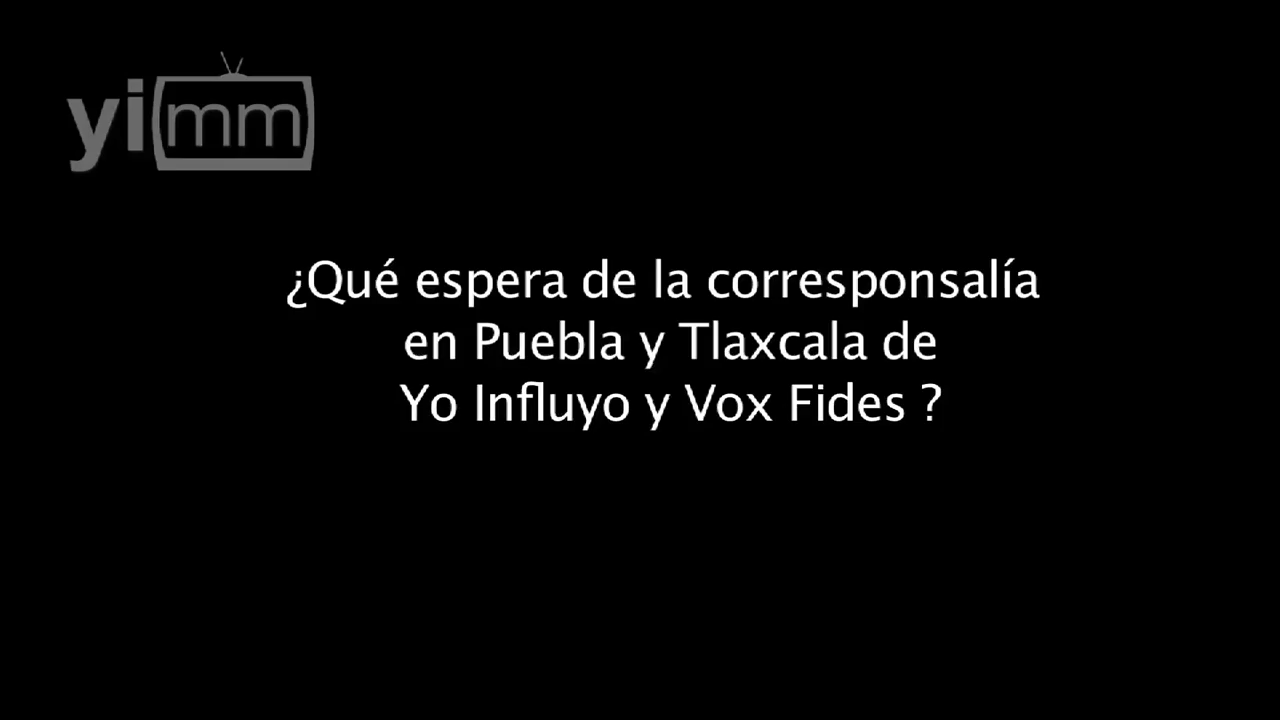 yimm
¿Qué espera de la corresponsalía
en Puebla y Tlaxcala de
Yo Influyo y Vox Fides ?